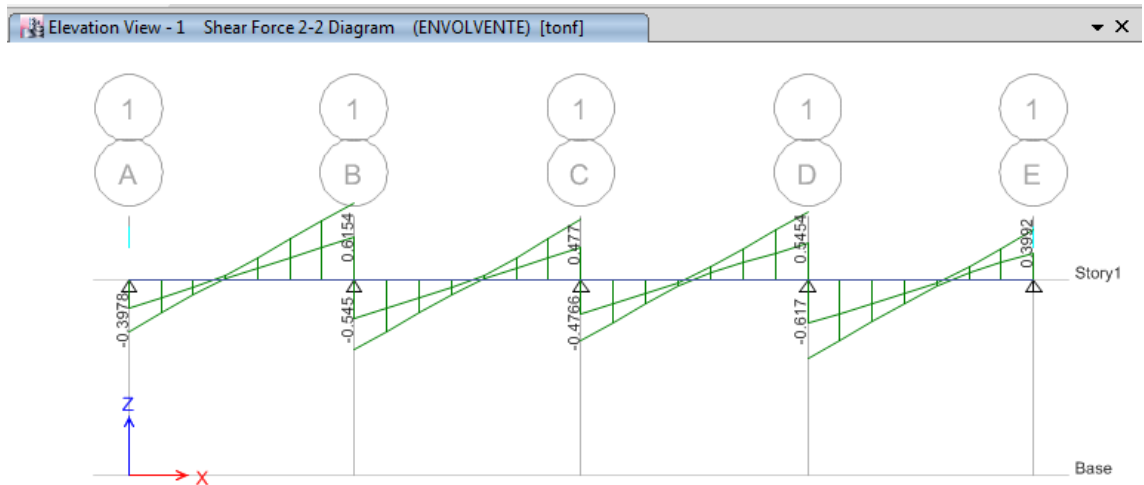 Elevation View - 1 Shear Force 2-2 Diagram (ENVOLVENTE) [tonf]
1 1 1 1 1
A B C D E
0.6154 0.477 0.5454 0.3992
Story1
-0.3978 -0.545 -0.4766 -0.617
Z
X
Base